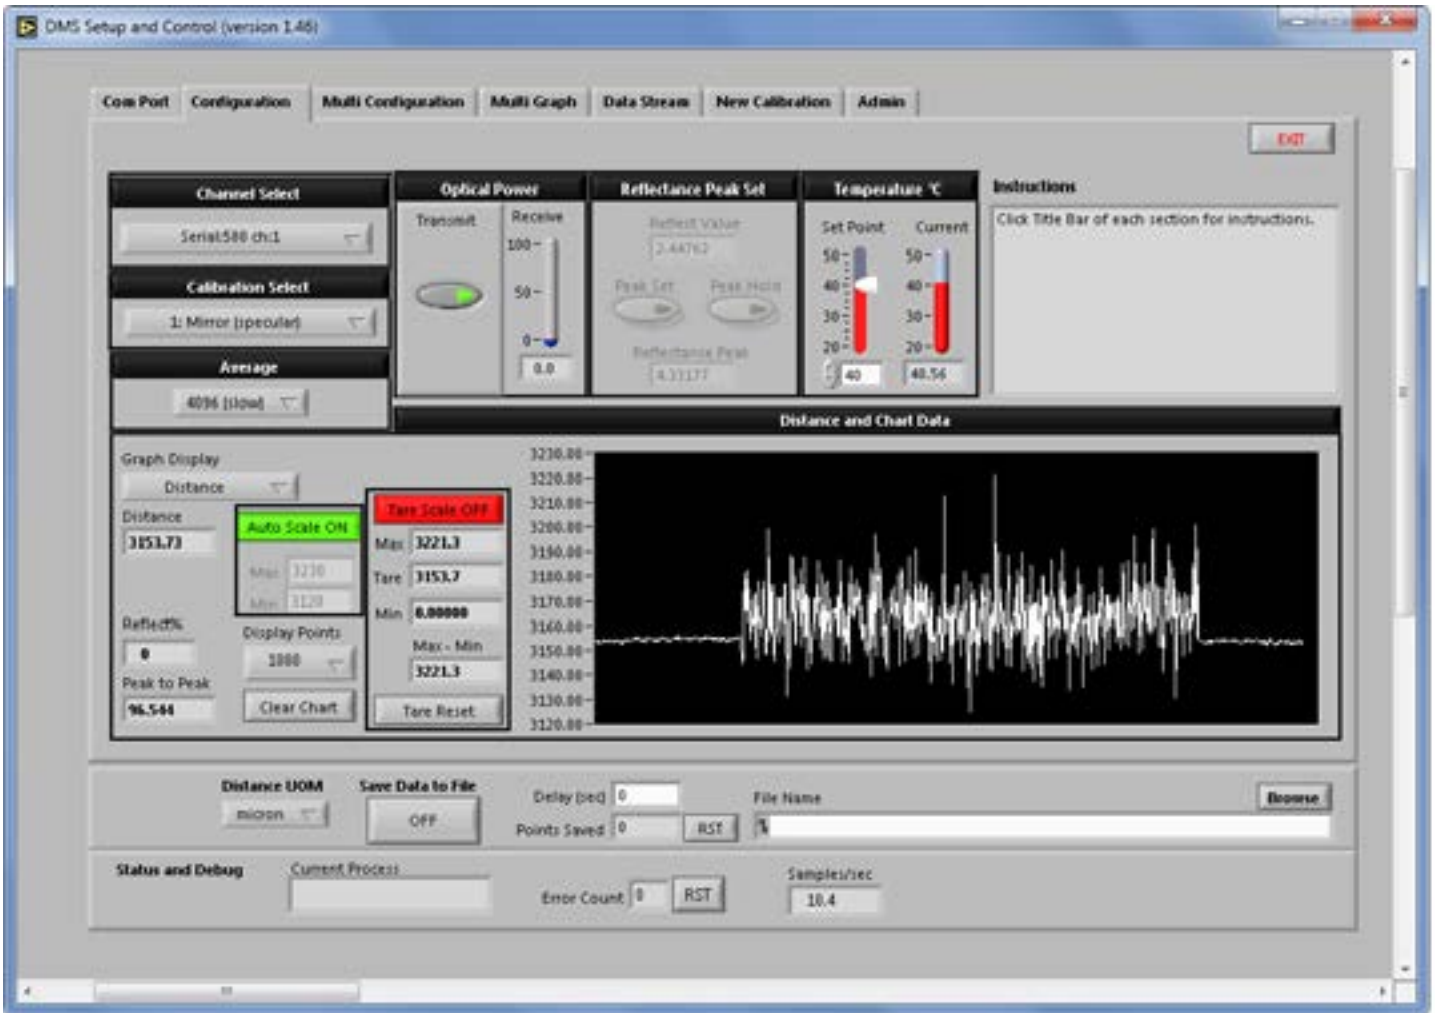 DMS Setup and Control (version 1.46)
Com Port Configuration Multi Configuration Multi Graph Data Stream New Calibration Admin
EXIT
Channel Select
Serial:580 ch:1
Calibration Select
1: Mirror (specular)
Average
4096 (slow)
Optical Power
Transmit Receive
100
50
0
0.0
Reflectance Peak Set
Reflect Value
2.44762
Peak Set Peak Hold
Reflectance Peak
4.33177
Temperature °C
Set Point Current
50 50
40 40
30 30
20 20
40 40.56
Instructions
Click Title Bar of each section for instructions.
Distance and Chart Data
Graph Display
Distance
Distance
3153.73
Reflect%
0
Peak to Peak
96.544
Auto Scale ON
Max 3230
Min 3120
Display Points
1000
Clear Chart
Tare Scale OFF
Max 3221.3
Tare 3153.7
Min 0.00000
Max - Min
3221.3
Tare Reset
3230.00
3220.00
3210.00
3200.00
3190.00
3180.00
3170.00
3160.00
3150.00
3140.00
3130.00
3120.00
Distance UOM
micron
Save Data to File
OFF
Delay (sec) 0
Points Saved 0 RST
File Name
%
Browse
Status and Debug
Current Process
Error Count 0 RST
Samples/sec
10.4